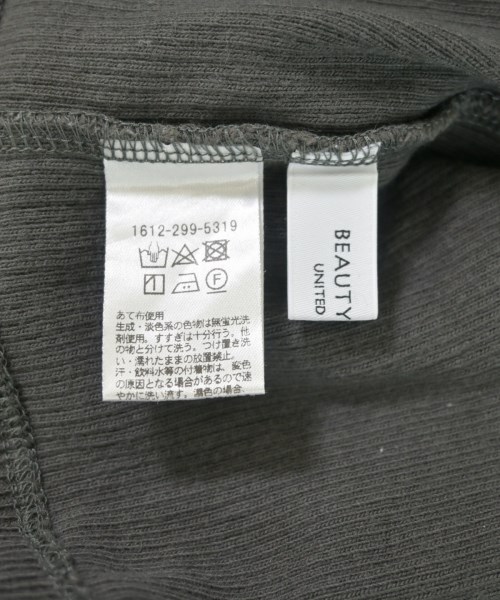 1612-299-5319
あて布使用
生成・淡色系の色物は無蛍光洗
剤使用。すすぎは十分行う。他
の物と分けて洗う。つけ置き洗
い・濡れたままの放置禁止。
汗・飲料水等の付着物は、変色
の原因となる場合があるので速
やかに洗い流す。濃色の場合、
BEAUTY
UNITED